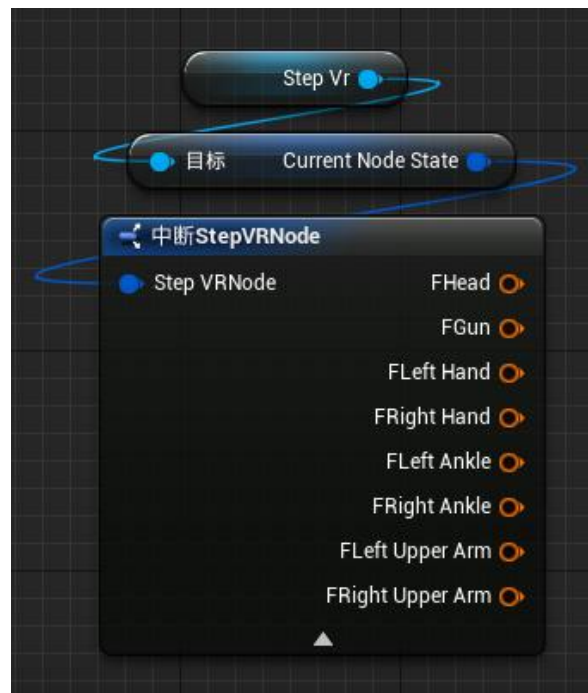 Step Vr
目标 Current Node State
中断StepVRNode
Step VRNode FHead
FGun
FLeft Hand
FRight Hand
FLeft Ankle
FRight Ankle
FLeft Upper Arm
FRight Upper Arm